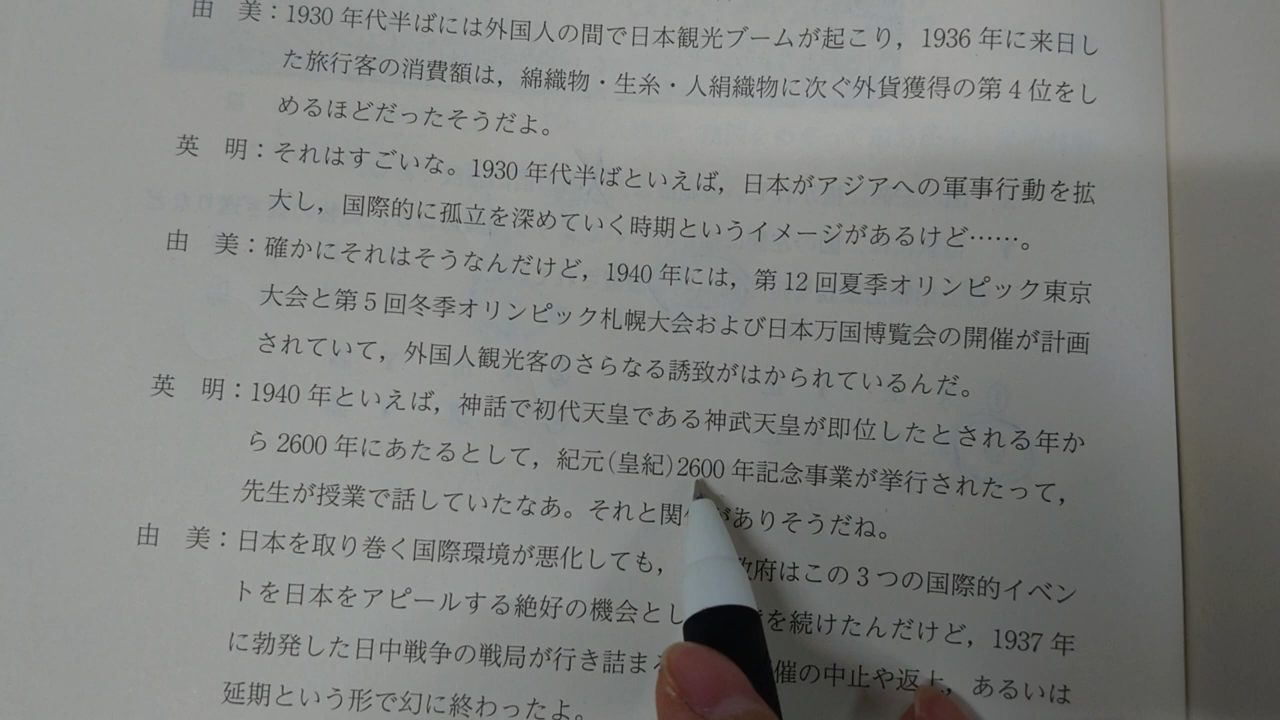 由　美：1930年代半ばには外国人の間で日本観光ブームが起こり，1936年に来日し
た旅行客の消費額は，綿織物・生糸・人絹織物に次ぐ外貨獲得の第4位をし
めるほどだったそうだよ。
英　明：それはすごいな。1930年代半ばといえば，日本がアジアへの軍事行動を拡
大し，国際的に孤立を深めていく時期というイメージがあるけど……。
由　美：確かにそれはそうなんだけど，1940年には，第12回夏季オリンピック東京
大会と第5回冬季オリンピック札幌大会および日本万国博覧会の開催が計画
されていて，外国人観光客のさらなる誘致がはかられているんだ。
英　明：1940年といえば，神話で初代天皇である神武天皇が即位したとされる年か
ら2600年にあたるとして，紀元(皇紀)2600年記念事業が挙行されたって，
先生が授業で話していたなあ。それと関 がありそうだね。
由　美：日本を取り巻く国際環境が悪化しても， 政府はこの3つの国際的イベン
トを日本をアピールする絶好の機会とし を続けたんだけど，1937年
に勃発した日中戦争の戦局が行き詰ま 催の中止や返上，あるいは
延期という形で幻に終わったよ。